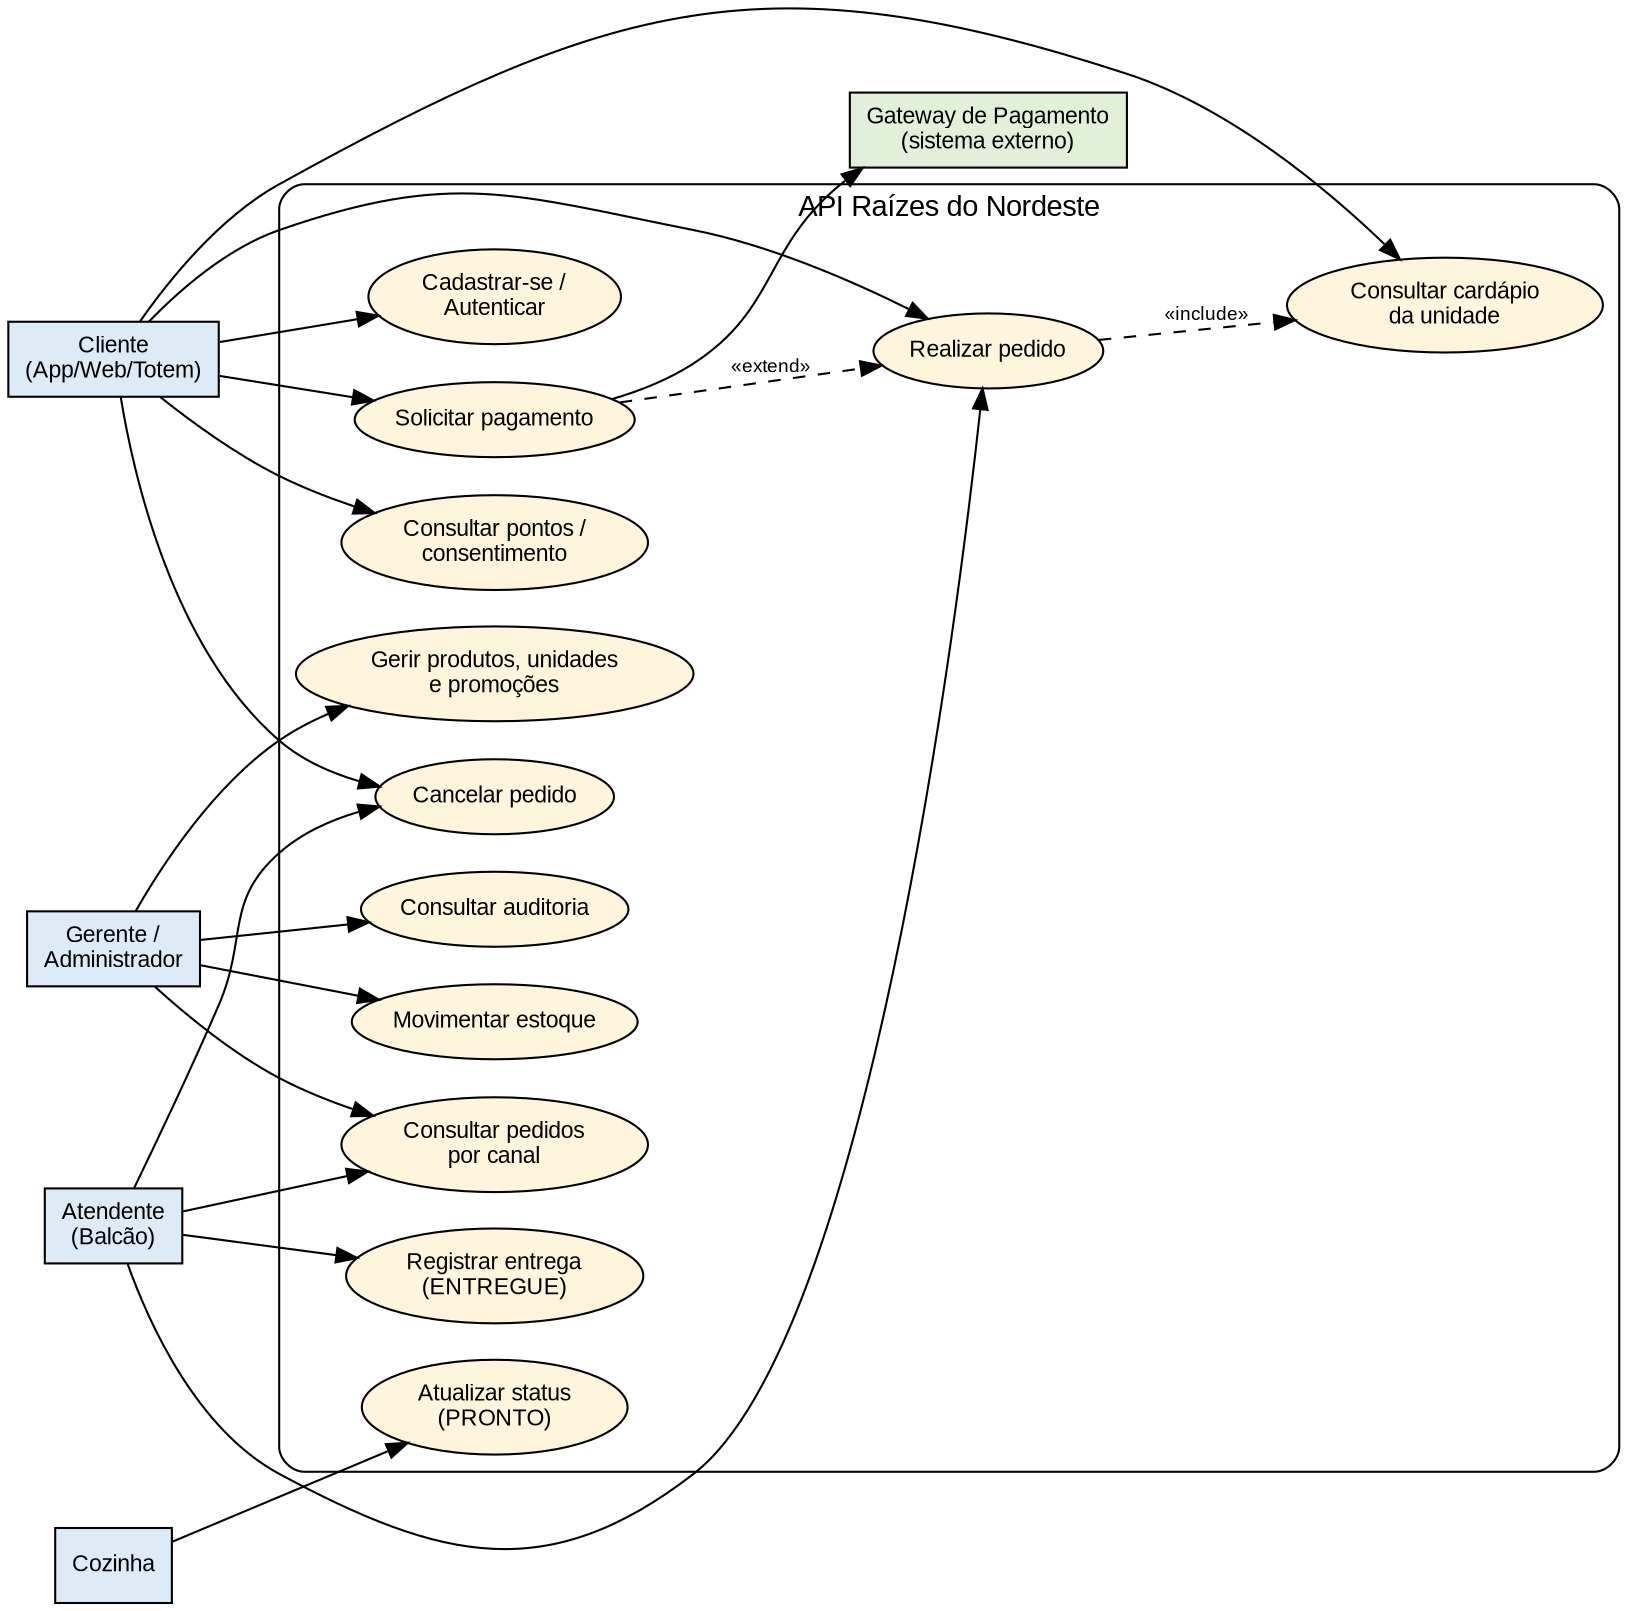 Gateway de Pagamento
(sistema externo)
API Raízes do Nordeste
Cadastrar-se /
Autenticar
Consultar cardápio
da unidade
«include»
Cliente
(App/Web/Totem)
Realizar pedido
«extend»
Solicitar pagamento
Consultar pontos /
consentimento
Gerir produtos, unidades
e promoções
Cancelar pedido
Consultar auditoria
Gerente /
Administrador
Movimentar estoque
Consultar pedidos
por canal
Atendente
(Balcão)
Registrar entrega
(ENTREGUE)
Atualizar status
(PRONTO)
Cozinha